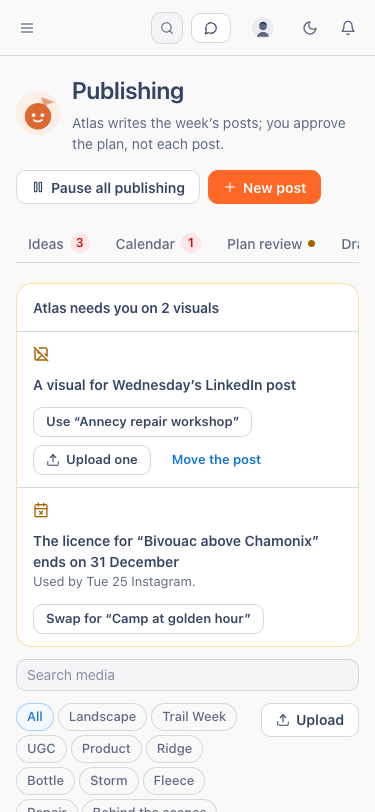 Publishing
Atlas writes the week's posts; you approve
the plan, not each post.
Pause all publishing
New post
Ideas 3 Calendar 1 Plan review
Atlas needs you on 2 visuals
A visual for Wednesday’s LinkedIn post
Use “Annecy repair workshop”
Upload one Move the post
The licence for “Bivouac above Chamonix”
ends on 31 December
Used by Tue 25 Instagram.
Swap for “Camp at golden hour”
Search media
All Landscape Trail Week Upload
UGC Product Ridge
Bottle Storm Fleece
Repair Behind the scenes